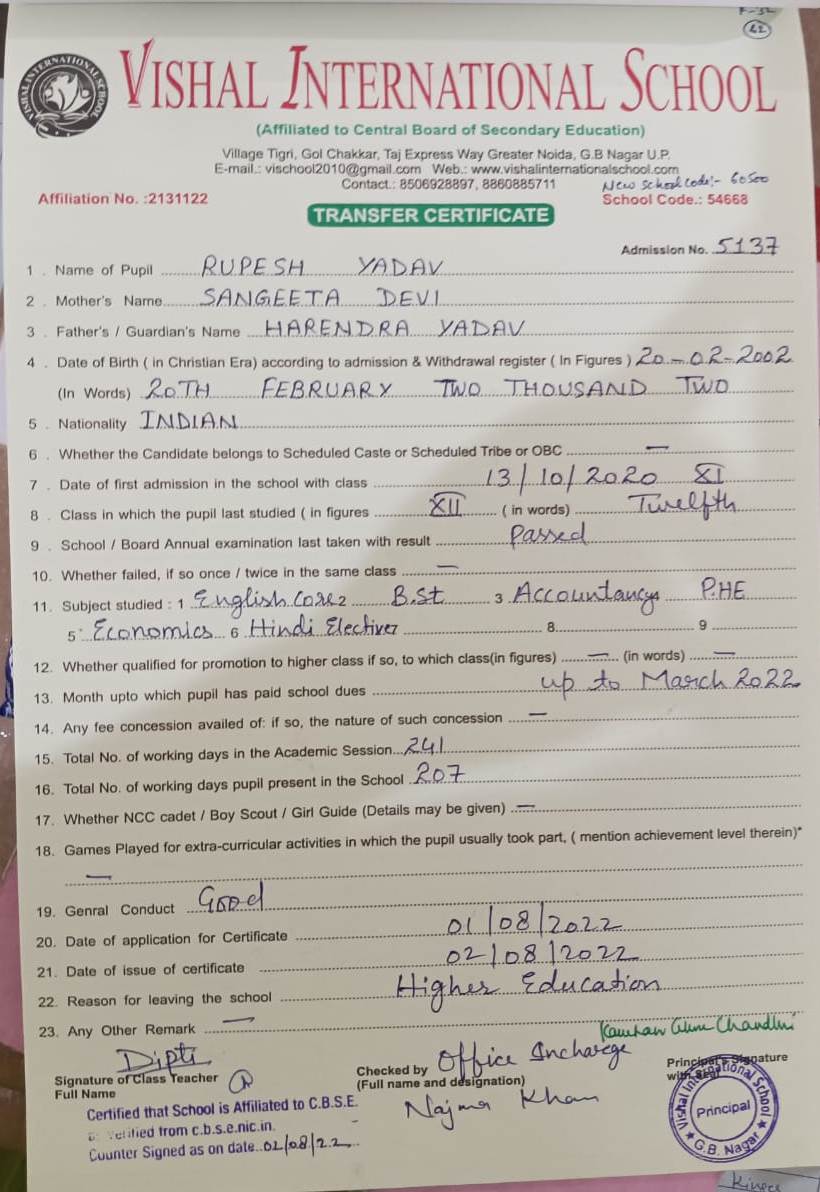 F-32
62
VISHAL INTERNATIONAL SCHOOL
VISHAL INTERNATIONAL SCHOOL
(Affiliated to Central Board of Secondary Education)
Village Tigri, Gol Chakkar, Taj Express Way Greater Noida, G.B Nagar U.P.
E-mail.: vischool2010@gmail.com Web.: www.vishalinternationalschool.com
Contact.: 8506928897, 8860885711 New School Code:- 60500
Affiliation No. :2131122 School Code.: 54668
TRANSFER CERTIFICATE
Admission No. 5137
1 . Name of Pupil RUPESH YADAV
2 . Mother's Name SANGEETA DEVI
3 . Father's / Guardian's Name HARENDRA YADAV
4 . Date of Birth ( in Christian Era) according to admission & Withdrawal register ( In Figures ) 20-02-2002
(In Words) 20TH FEBRUARY TWO THOUSAND TWO
5 . Nationality INDIAN
6 . Whether the Candidate belongs to Scheduled Caste or Scheduled Tribe or OBC —
7 . Date of first admission in the school with class 13/10/2020 XI
8 . Class in which the pupil last studied ( in figures XII ( in words) Twelfth
9 . School / Board Annual examination last taken with result Passed
10. Whether failed, if so once / twice in the same class —
11. Subject studied : 1 English Core 2 B.St 3 Accountancy 4 P.HE
5 Economics 6 Hindi Elective 7 8 9
12. Whether qualified for promotion to higher class if so, to which class(in figures) — (in words) —
13. Month upto which pupil has paid school dues up to March 2022
14. Any fee concession availed of: if so, the nature of such concession —
15. Total No. of working days in the Academic Session 241
16. Total No. of working days pupil present in the School 207
17. Whether NCC cadet / Boy Scout / Girl Guide (Details may be given) —
18. Games Played for extra-curricular activities in which the pupil usually took part, ( mention achievement level therein)*
—
19. Genral Conduct Good
20. Date of application for Certificate 01/08/2022
21. Date of issue of certificate 02/08/2022
22. Reason for leaving the school Higher Education
23. Any Other Remark —
Dipti
Office Incharge
Signature of Class Teacher
Full Name
Checked by
(Full name and designation)
Najma Khan
Principal's Signature
with Seal
Vishal International School
Principal
G.B. Nagar
Certified that School is Affiliated to C.B.S.E.
verified from c.b.s.e.nic.in.
Counter Signed as on date..02/08/22